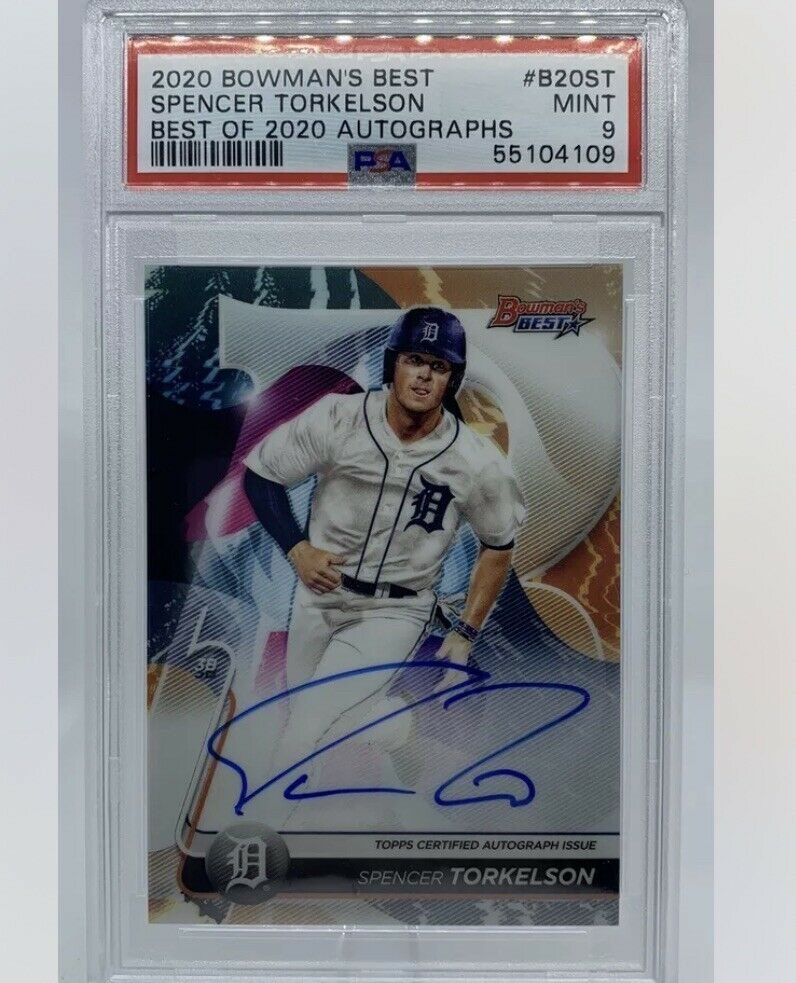 2020 BOWMAN'S BEST #B20ST
SPENCER TORKELSON MINT
BEST OF 2020 AUTOGRAPHS 9
PSA 55104109
Bowman's
BEST
D
D
3B
TOPPS CERTIFIED AUTOGRAPH ISSUE
D
SPENCER TORKELSON